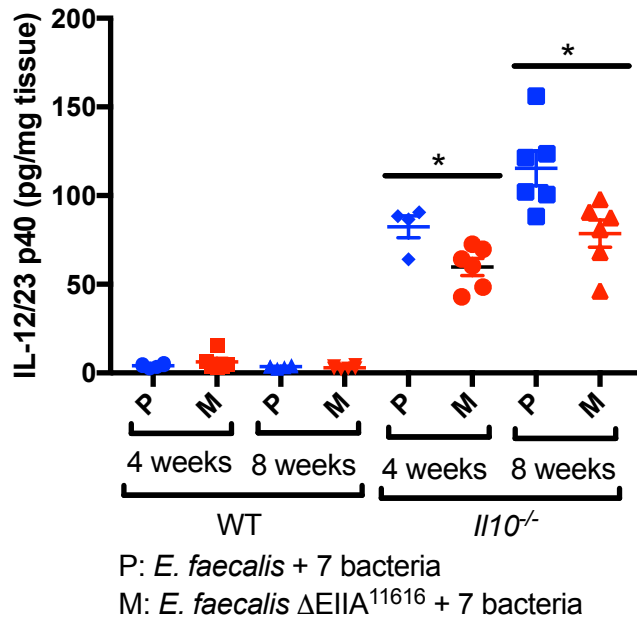 IL-12/23 p40 (pg/mg tissue)
200
150
100
50
0
*
*
P M P M P M P M
4 weeks 8 weeks 4 weeks 8 weeks
WT Il10-/-
P: E. faecalis + 7 bacteria
M: E. faecalis ΔEIIA11616 + 7 bacteria